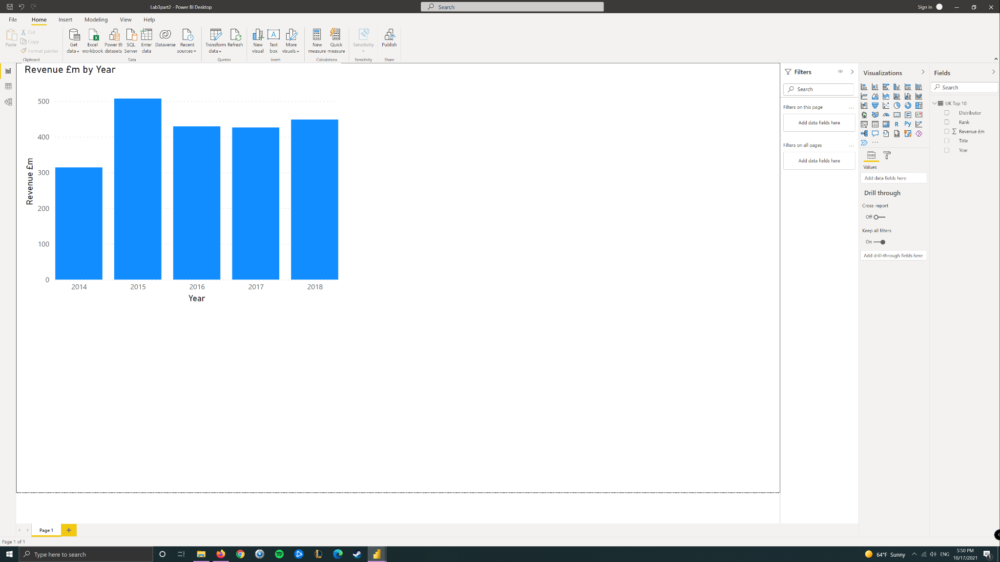 Lab3part2 - Power BI Desktop
Search
Sign in
File Home Insert Modeling View Help
Paste
Cut
Copy
Format painter
Clipboard
Get data
Excel workbook
Power BI datasets
SQL Server
Enter data
Dataverse
Recent sources
Data
Transform data
Refresh
Queries
New visual
Text box
More visuals
Insert
New measure
Quick measure
Calculations
Sensitivity
Sensitivity
Publish
Share
Revenue £m by Year
Revenue £m
500
400
300
200
100
0
2014 2015 2016 2017 2018
Year
Filters
Search
Filters on this page
...
Add data fields here
Filters on all pages
...
Add data fields here
Visualizations
123
R
Py
...
Values
Add data fields here
Drill through
Cross report
Off
Keep all filters
On
Add drill-through fields here
Fields
Search
UK Top 10
Distributor
Rank
Σ Revenue £m
Title
Year
Page 1
+
Page 1 of 1
Type here to search
64°F Sunny
ENG
5:50 PM
10/17/2021
1